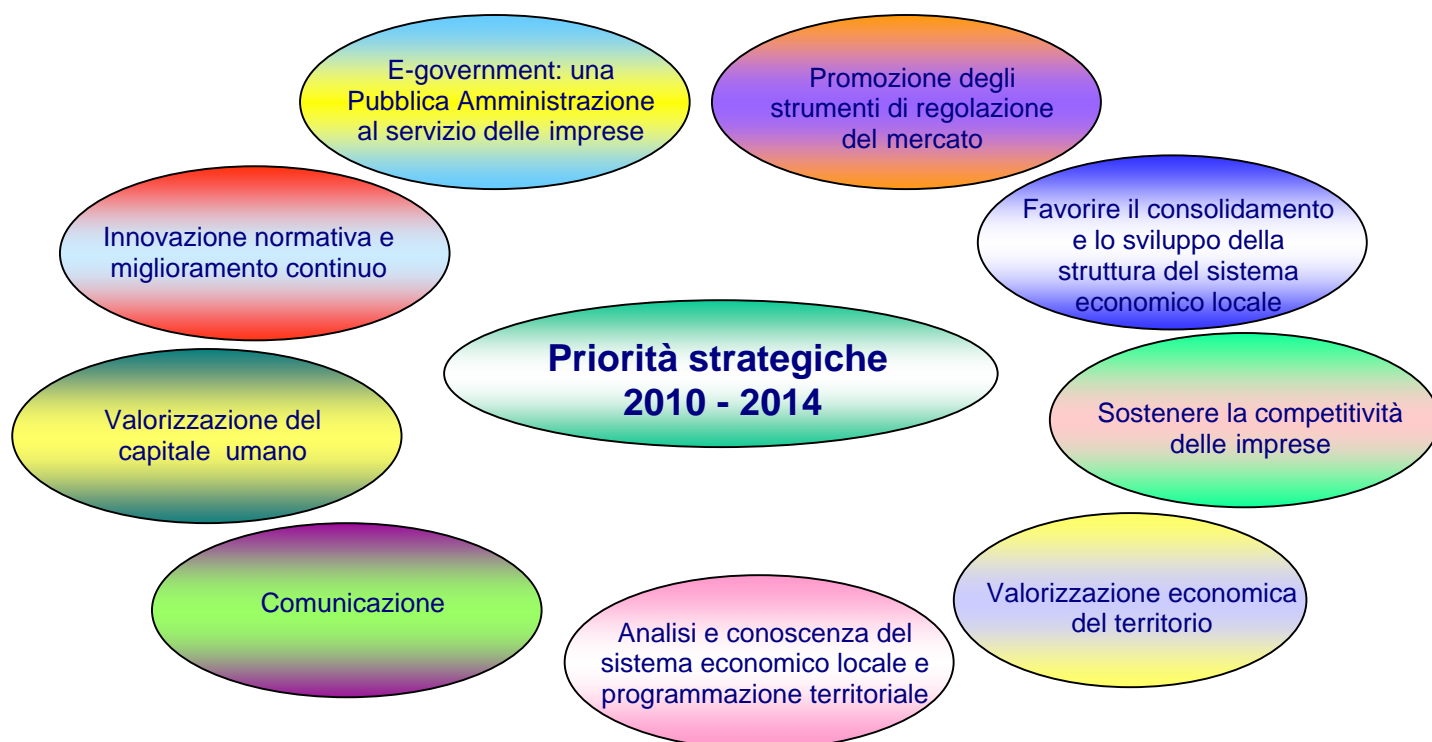 E-government: una
Pubblica Amministrazione
al servizio delle imprese
Promozione degli
strumenti di regolazione
del mercato
Innovazione normativa e
miglioramento continuo
Favorire il consolidamento
e lo sviluppo della
struttura del sistema
economico locale
Priorità strategiche
2010 - 2014
Valorizzazione del
capitale umano
Sostenere la competitività
delle imprese
Comunicazione
Valorizzazione economica
del territorio
Analisi e conoscenza del
sistema economico locale e
programmazione territoriale